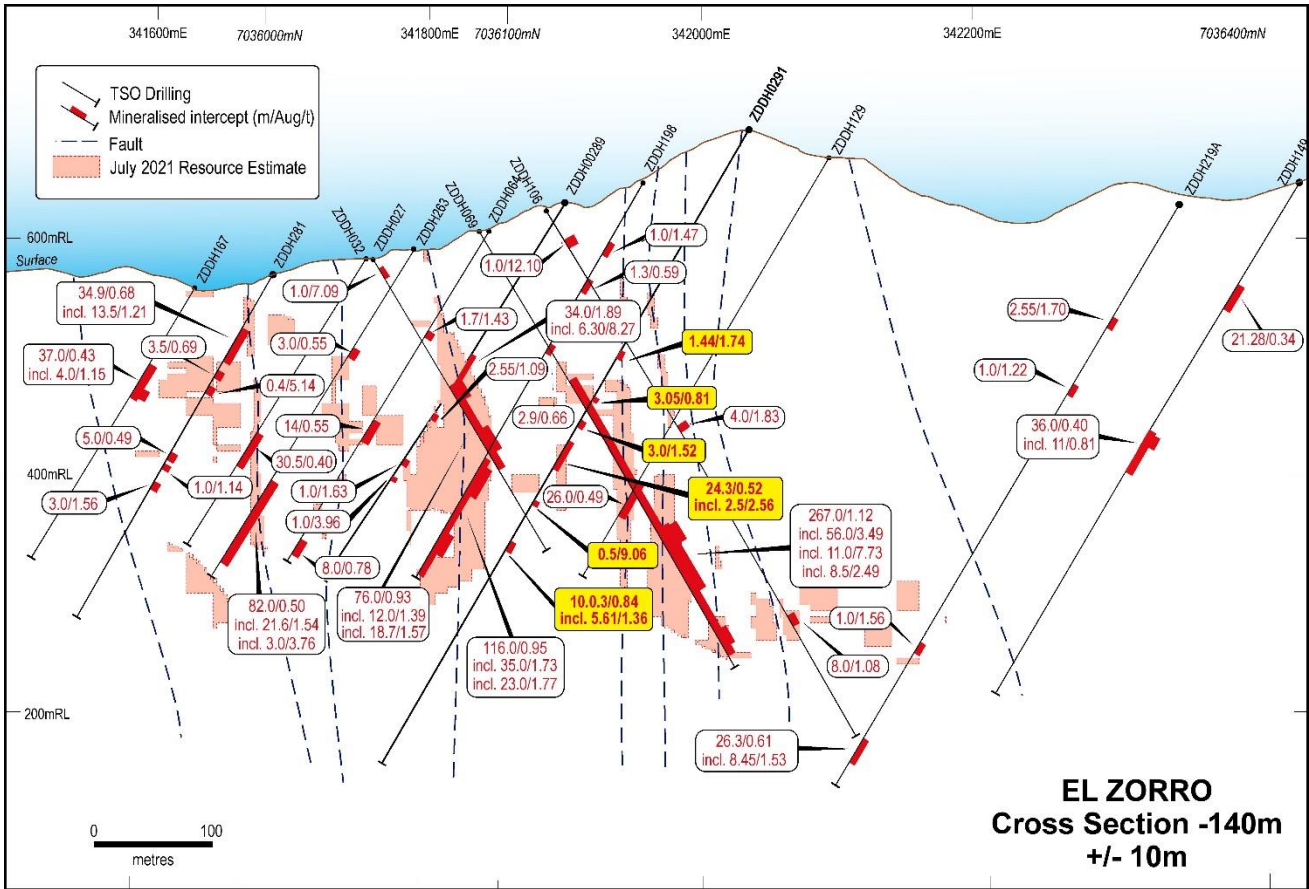 341600mE
7036000mN
341800mE
7036100mN
342000mE
342200mE
7036400mN
TSO Drilling
Mineralised intercept (m/Aug/t)
Fault
July 2021 Resource Estimate
ZDDH167
ZDDH281
ZDDH032
ZDDH027
ZDDH263
ZDDH069
ZDDH064
ZDDH106
ZDDH00289
ZDDH198
ZDDH0291
ZDDH129
ZDDH219A
ZDDH149
600mRL
Surface
400mRL
200mRL
34.9/0.68
incl. 13.5/1.21
37.0/0.43
incl. 4.0/1.15
3.5/0.69
0.4/5.14
5.0/0.49
3.0/1.56
1.0/1.14
30.5/0.40
82.0/0.50
incl. 21.6/1.54
incl. 3.0/3.76
1.0/7.09
3.0/0.55
14/0.55
1.0/1.63
1.0/3.96
8.0/0.78
1.7/1.43
76.0/0.93
incl. 12.0/1.39
incl. 18.7/1.57
116.0/0.95
incl. 35.0/1.73
incl. 23.0/1.77
34.0/1.89
incl. 6.30/8.27
2.55/1.09
1.0/12.10
1.0/1.47
1.3/0.59
2.9/0.66
26.0/0.49
1.44/1.74
3.05/0.81
3.0/1.52
24.3/0.52
incl. 2.5/2.56
0.5/9.06
10.0.3/0.84
incl. 5.61/1.36
4.0/1.83
267.0/1.12
incl. 56.0/3.49
incl. 11.0/7.73
incl. 8.5/2.49
8.0/1.08
1.0/1.56
26.3/0.61
incl. 8.45/1.53
2.55/1.70
1.0/1.22
21.28/0.34
36.0/0.40
incl. 11/0.81
0
100
metres
EL ZORRO
Cross Section -140m
+/- 10m